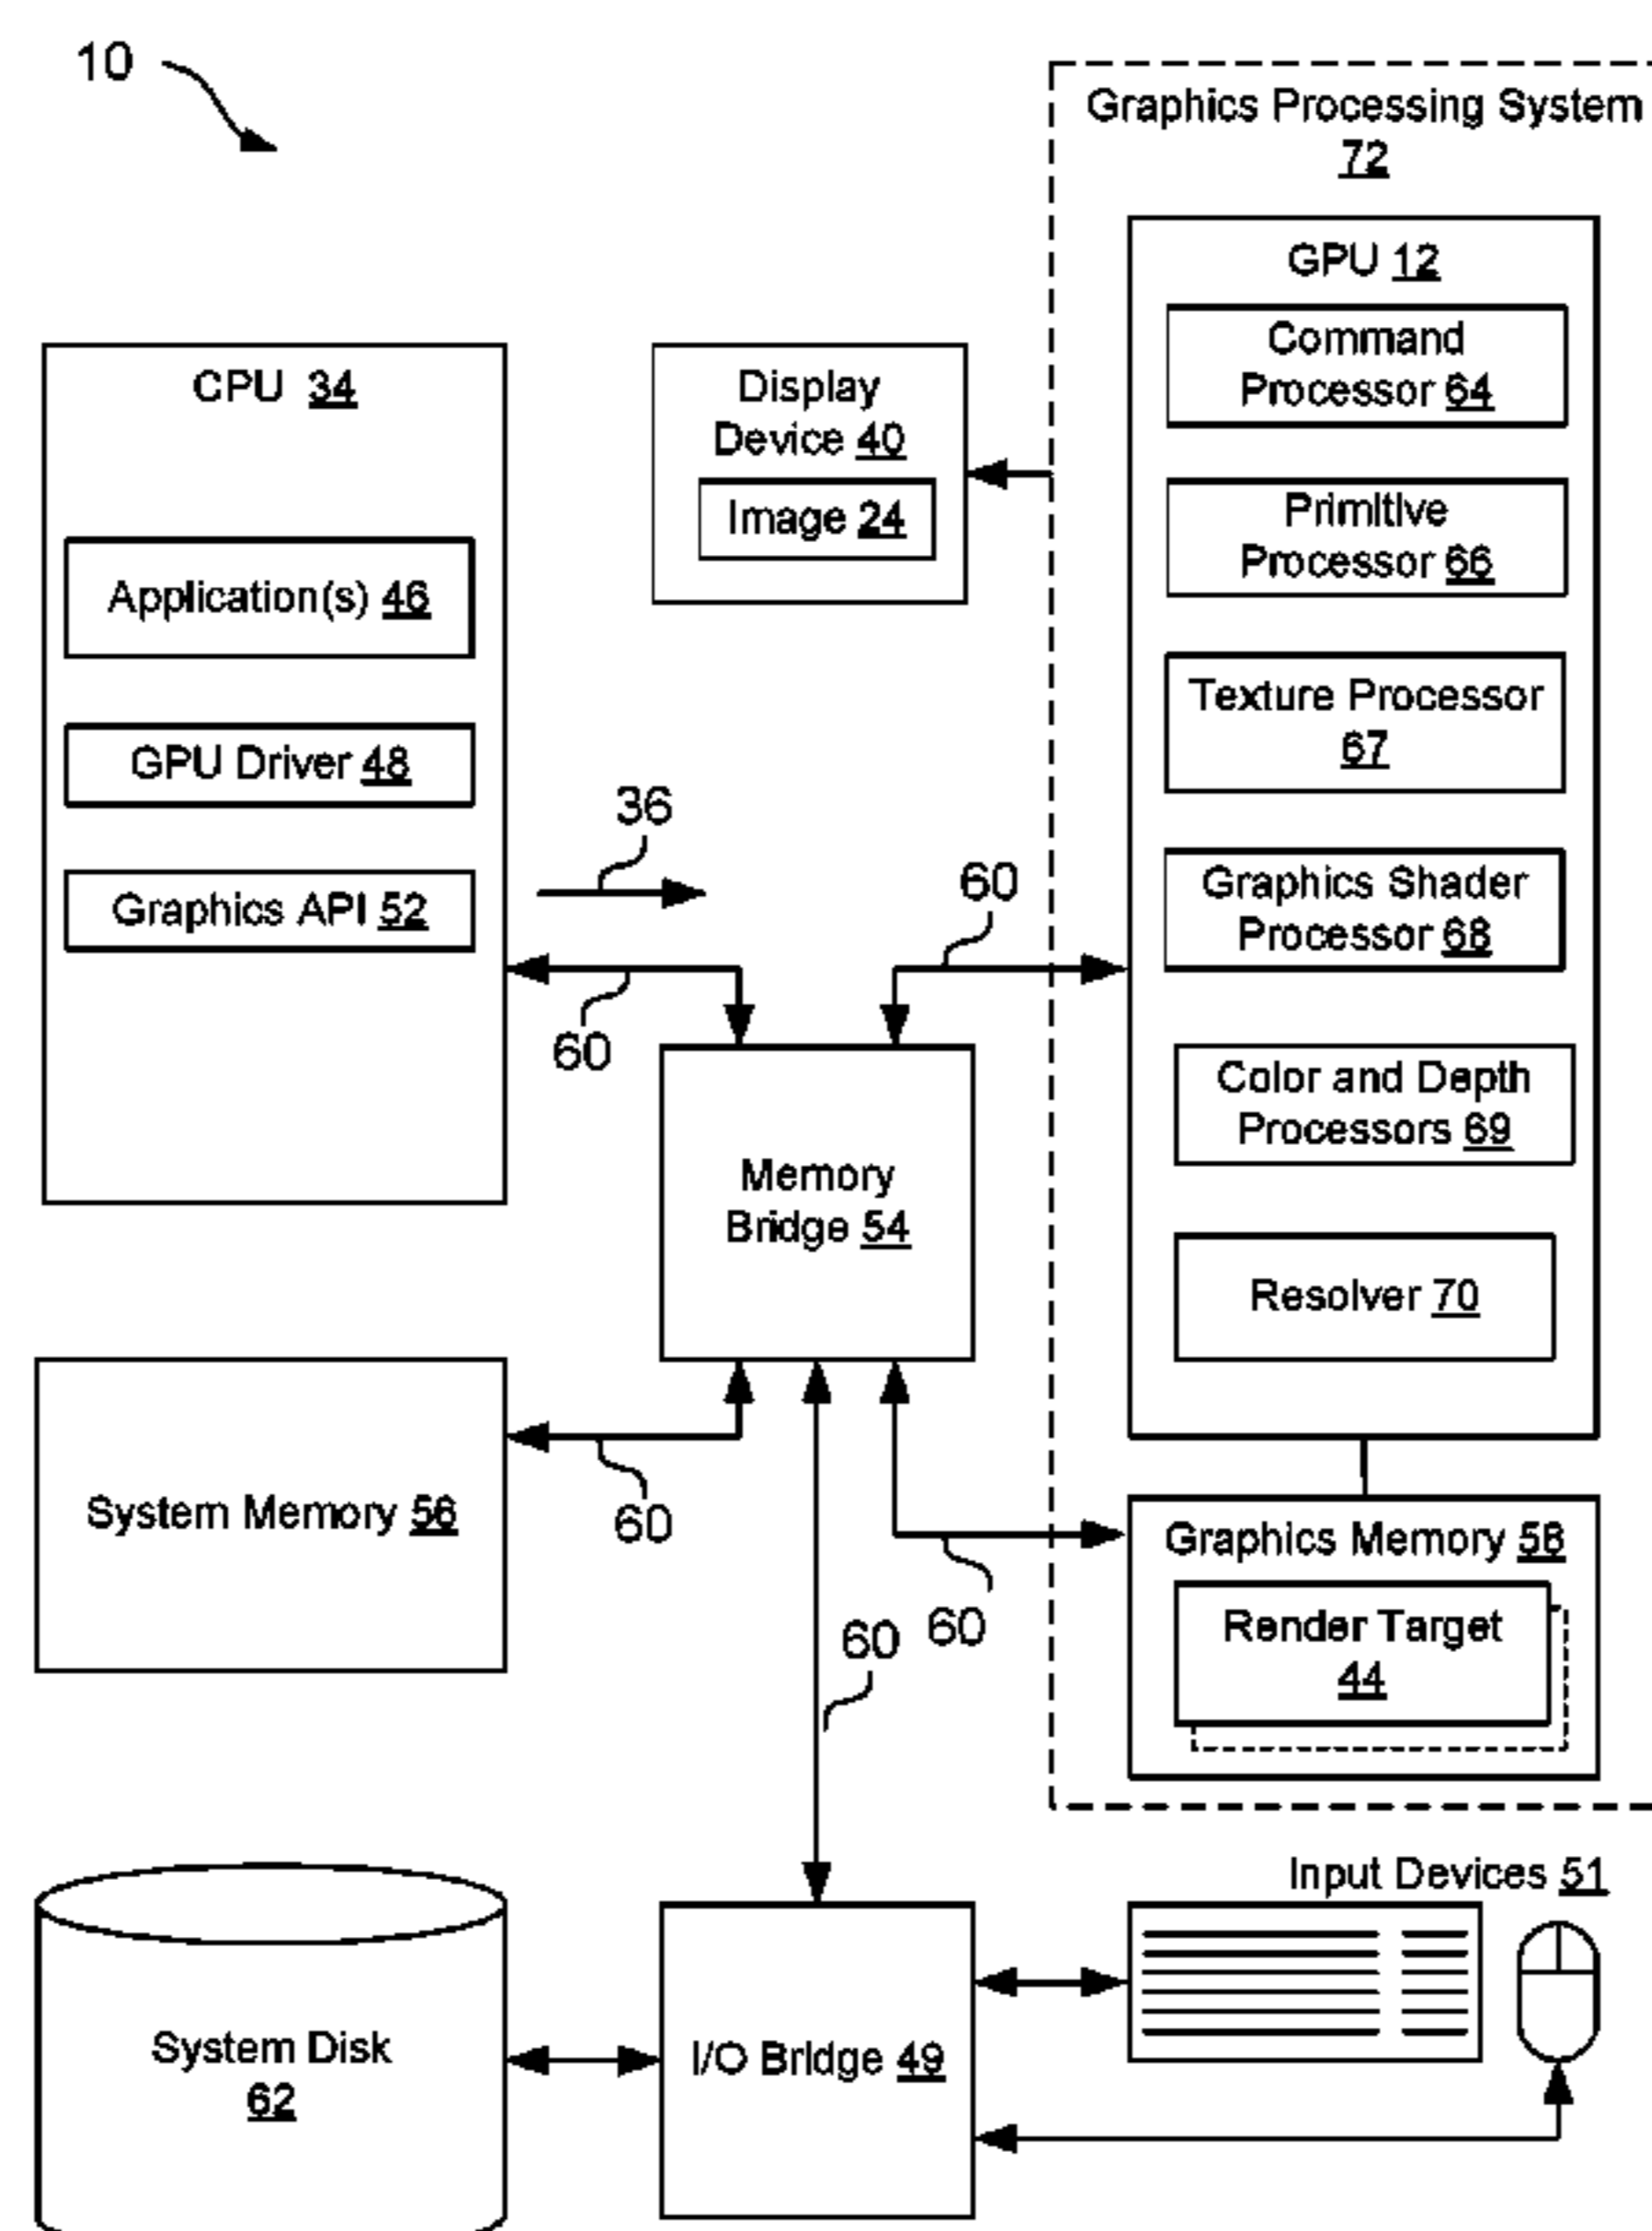 10
Graphics Processing System
72
GPU 12
Command
Processor 64
Primitive
Processor 66
Texture Processor
67
Graphics Shader
Processor 68
Color and Depth
Processors 69
Resolver 70
CPU 34
Application(s) 46
GPU Driver 48
Graphics API 52
Display
Device 40
Image 24
36
60
60
Memory
Bridge 54
System Memory 56
60
60
60
Graphics Memory 58
Render Target
44
Input Devices 51
System Disk
62
I/O Bridge 49